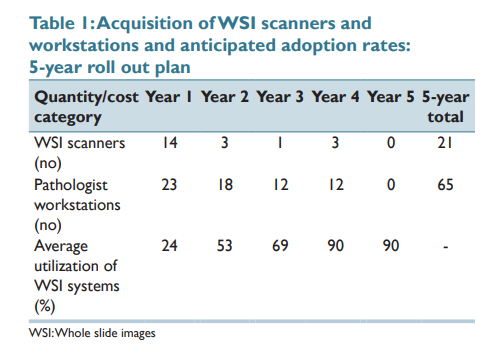 Table 1: Acquisition of WSI scanners and
workstations and anticipated adoption rates:
5-year roll out plan
Quantity/cost category Year 1 Year 2 Year 3 Year 4 Year 5 5-year total
WSI scanners (no) 14 3 1 3 0 21
Pathologist workstations (no) 23 18 12 12 0 65
Average utilization of WSI systems (%) 24 53 69 90 90 -
WSI: Whole slide images